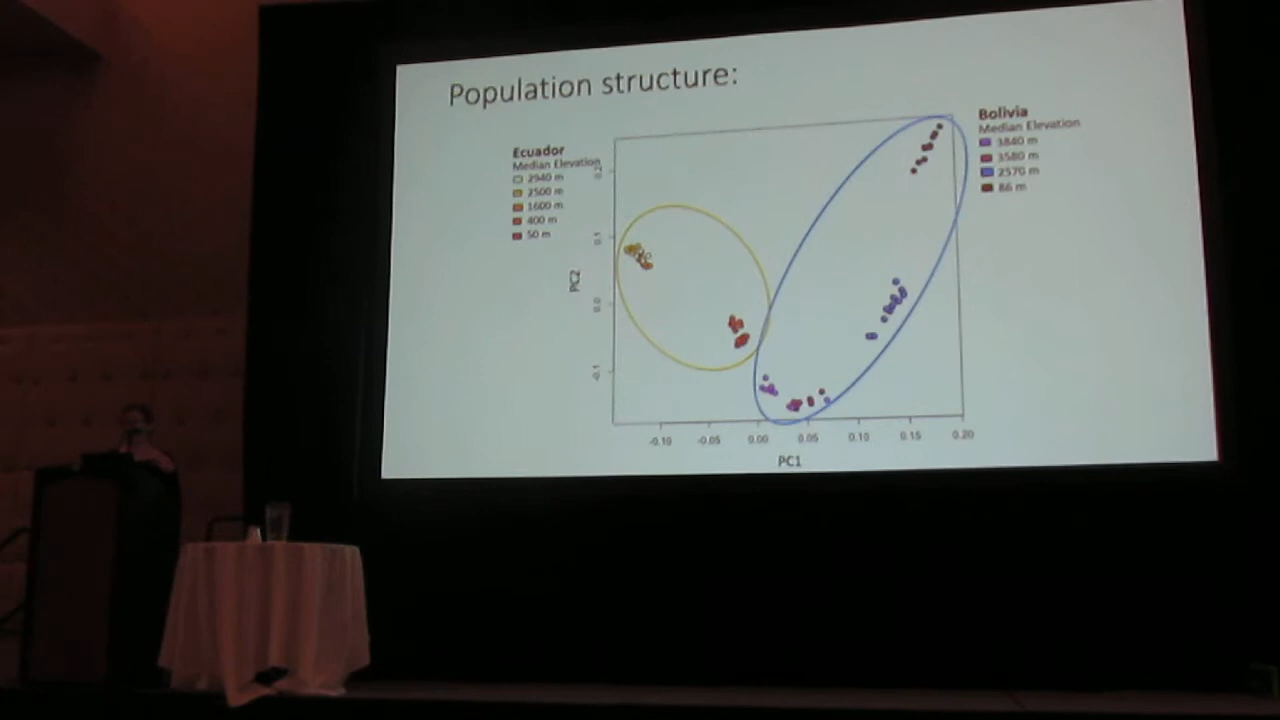 Population structure:
Ecuador
Median Elevation
2940 m
2500 m
1600 m
400 m
50 m
Bolivia
Median Elevation
3840 m
3580 m
2570 m
86 m
PC2
0.2
0.1
0.0
-0.1
-0.10
-0.05
0.00
0.05
0.10
0.15
0.20
PC1